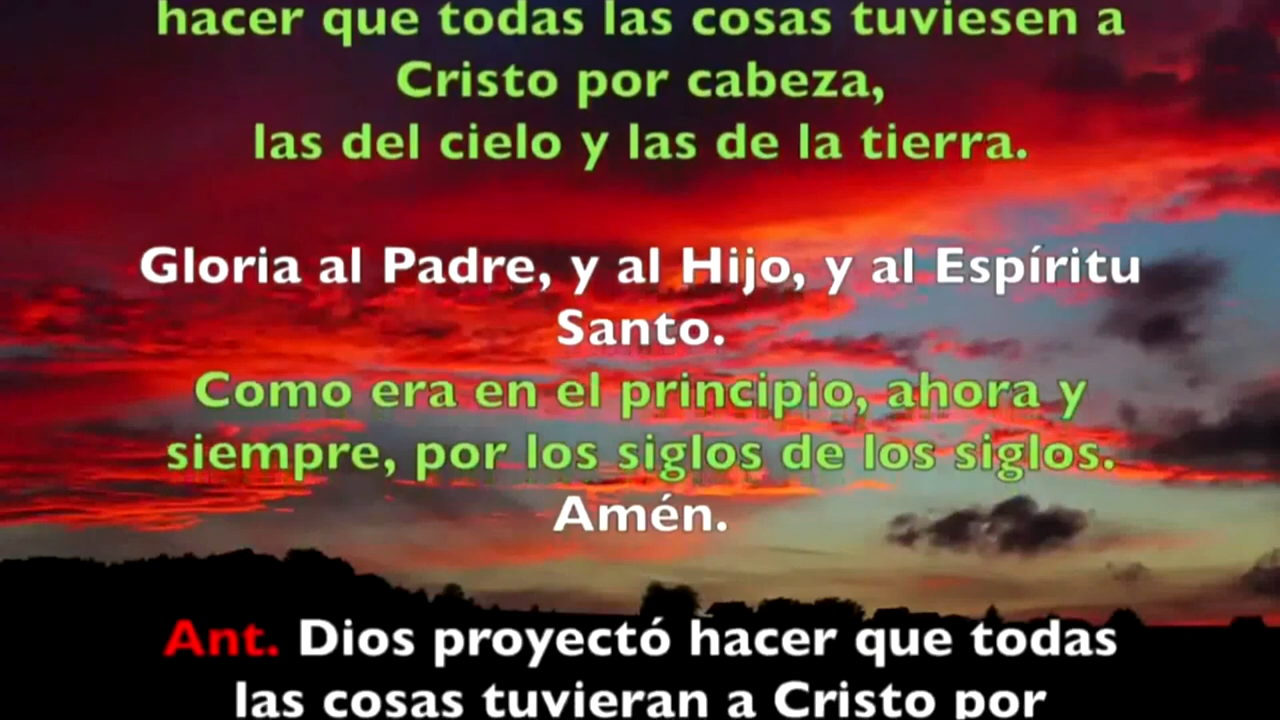 hacer que todas las cosas tuviesen a
Cristo por cabeza,
las del cielo y las de la tierra.
Gloria al Padre, y al Hijo, y al Espíritu
Santo.
Como era en el principio, ahora y
siempre, por los siglos de los siglos.
Amén.
Ant. Dios proyectó hacer que todas
las cosas tuvieran a Cristo por